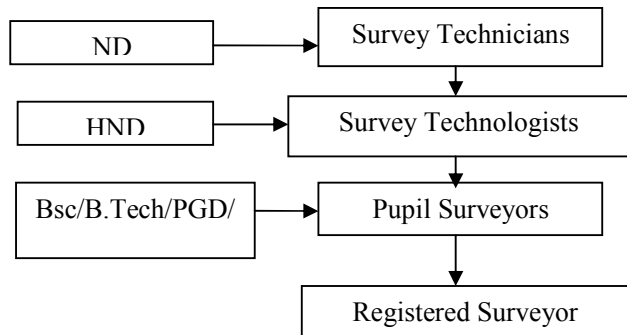 ND
Survey Technicians
HND
Survey Technologists
Bsc/B.Tech/PGD/
Pupil Surveyors
Registered Surveyor